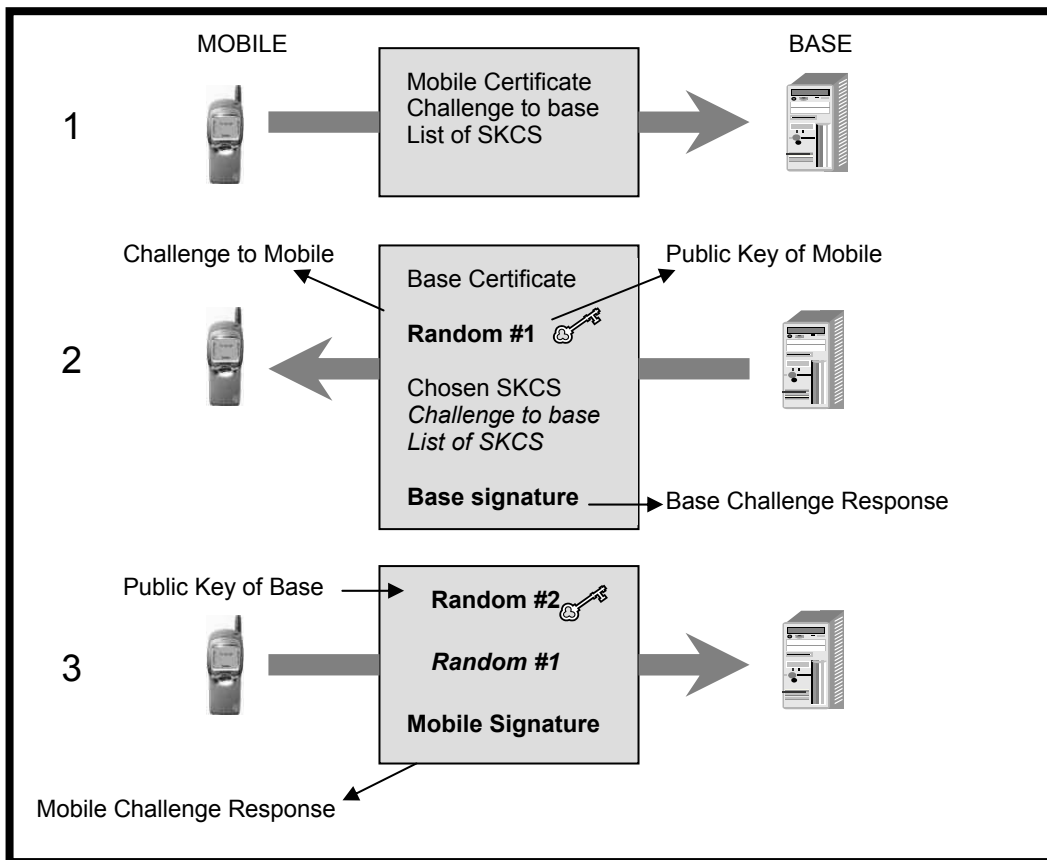 MOBILE
BASE
1
Mobile Certificate
Challenge to base
List of SKCS
Challenge to Mobile
Public Key of Mobile
2
Base Certificate
Random #1
Chosen SKCS
Challenge to base
List of SKCS
Base signature
Base Challenge Response
Public Key of Base
3
Random #2
Random #1
Mobile Signature
Mobile Challenge Response